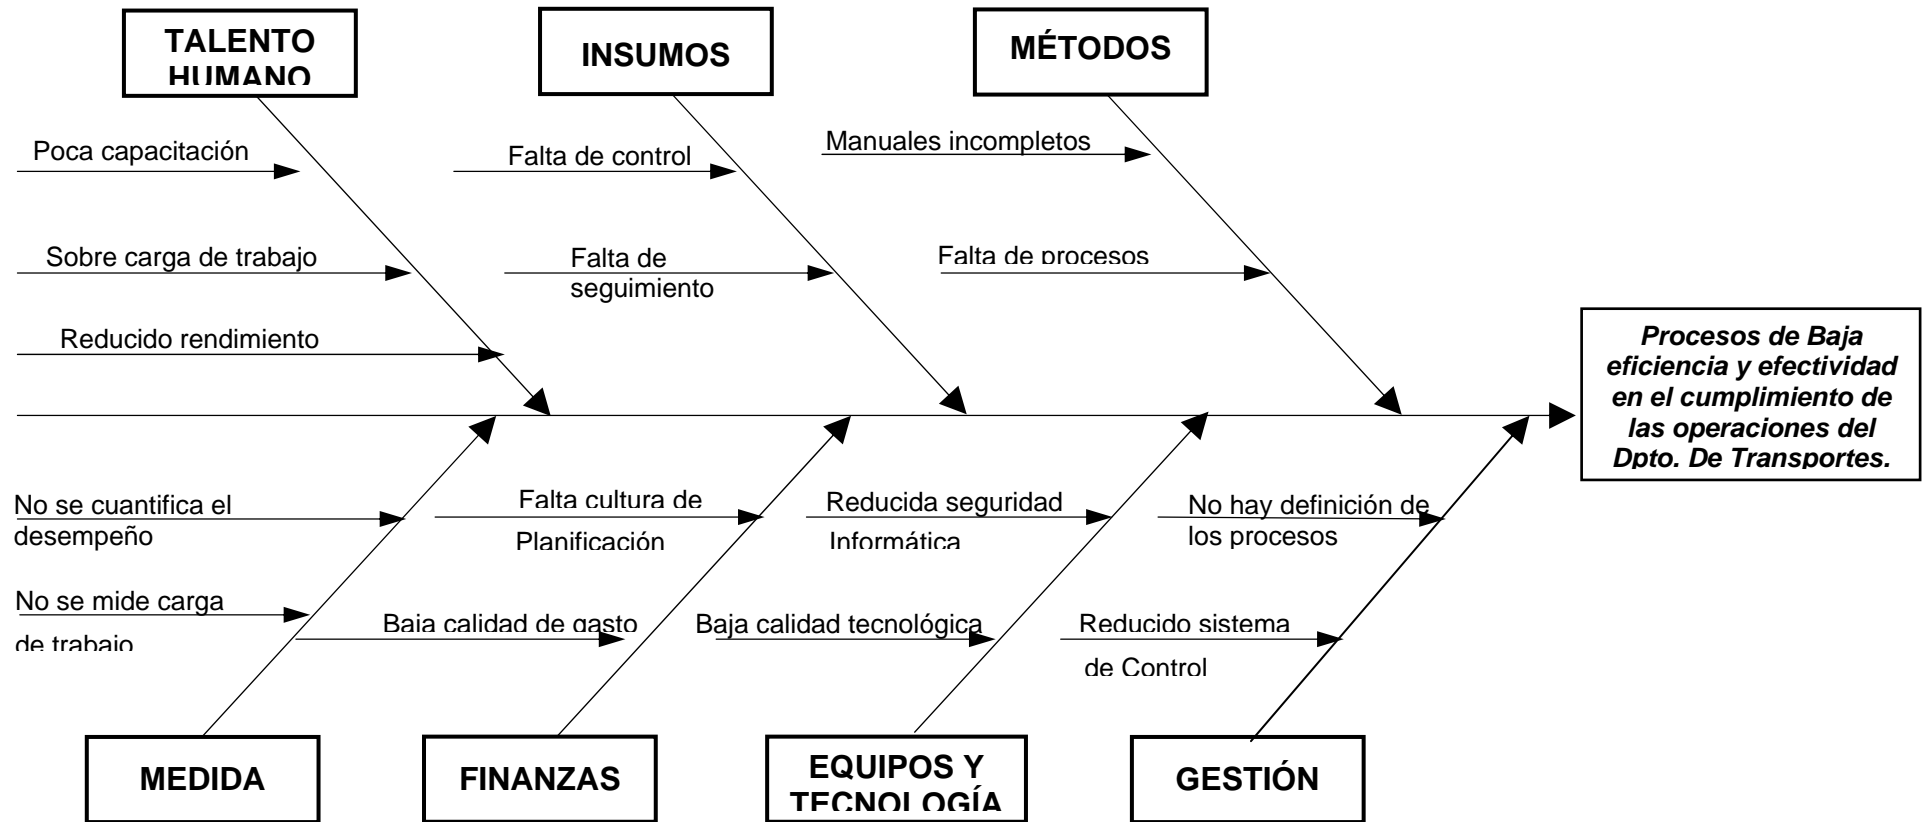 TALENTO
HUMANO
INSUMOS
MÉTODOS
Poca capacitación
Falta de control
Manuales incompletos
Sobre carga de trabajo
Falta de
seguimiento
Falta de procesos
Reducido rendimiento
Procesos de Baja
eficiencia y efectividad
en el cumplimiento de
las operaciones del
Dpto. De Transportes.
No se cuantifica el
desempeño
Falta cultura de
Planificación
Reducida seguridad
Informática
No hay definición de
los procesos
No se mide carga
de trabajo
Baja calidad de gasto
Baja calidad tecnológica
Reducido sistema
de Control
MEDIDA
FINANZAS
EQUIPOS Y
TECNOLOGÍA
GESTIÓN